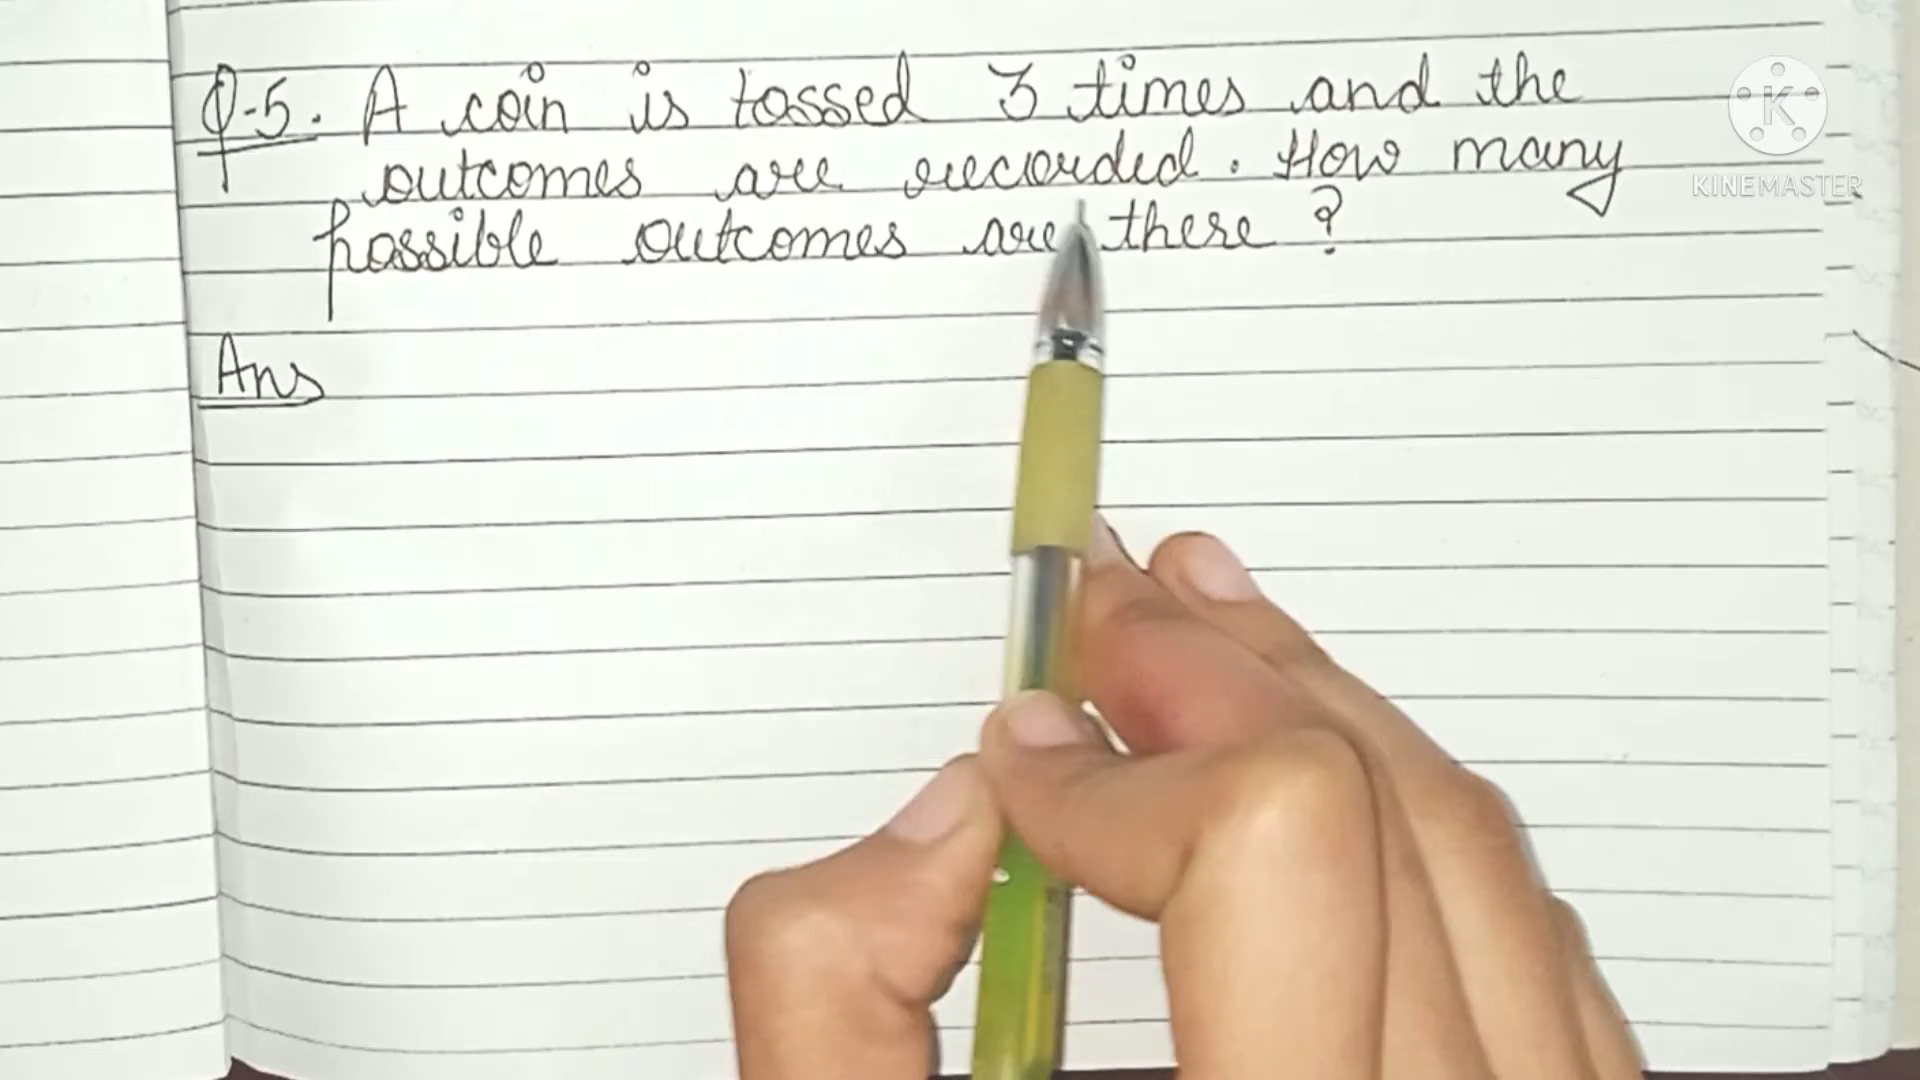 Q-5. A coin is tossed 3 times and the
outcomes are recorded. How many
possible outcomes are there?
Ans
K
KINEMASTER